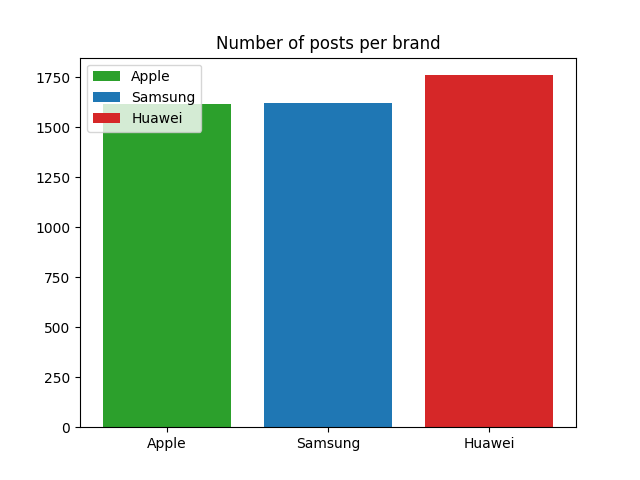 Number of posts per brand
Apple
Samsung
Huawei
1750
1500
1250
1000
750
500
250
0
Apple
Samsung
Huawei